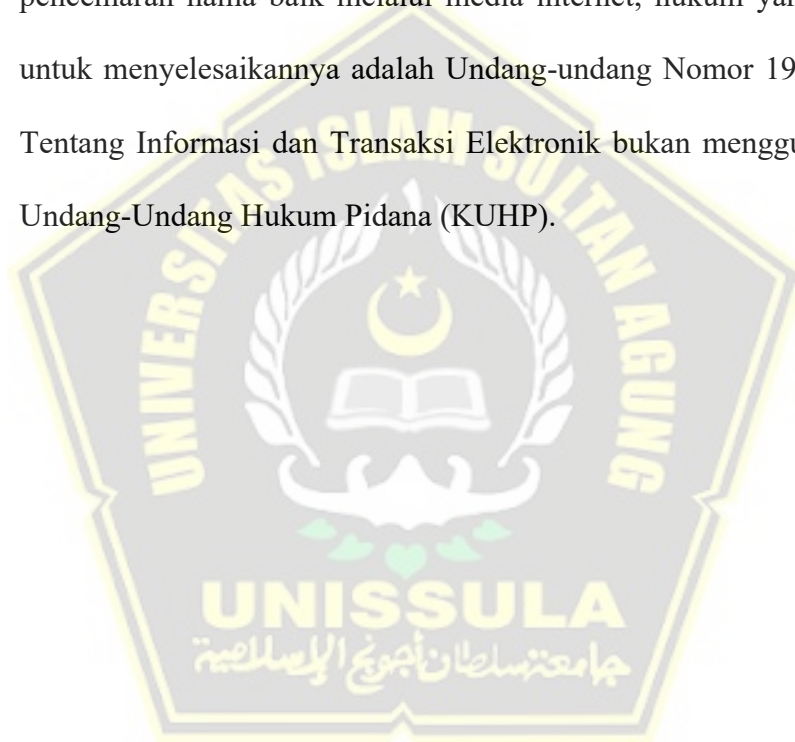 pencemaran nama baik melalui media internet, hukum
untuk menyelesaikannya adalah Undang-undang Nomor 19
Tentang Informasi dan Transaksi Elektronik bukan
Undang-Undang Hukum Pidana (KUHP).
UNIVERSITAS ISLAM SULTAN AGUNG
UNISSULA
جامعة سلطان أجونج الإسلامية